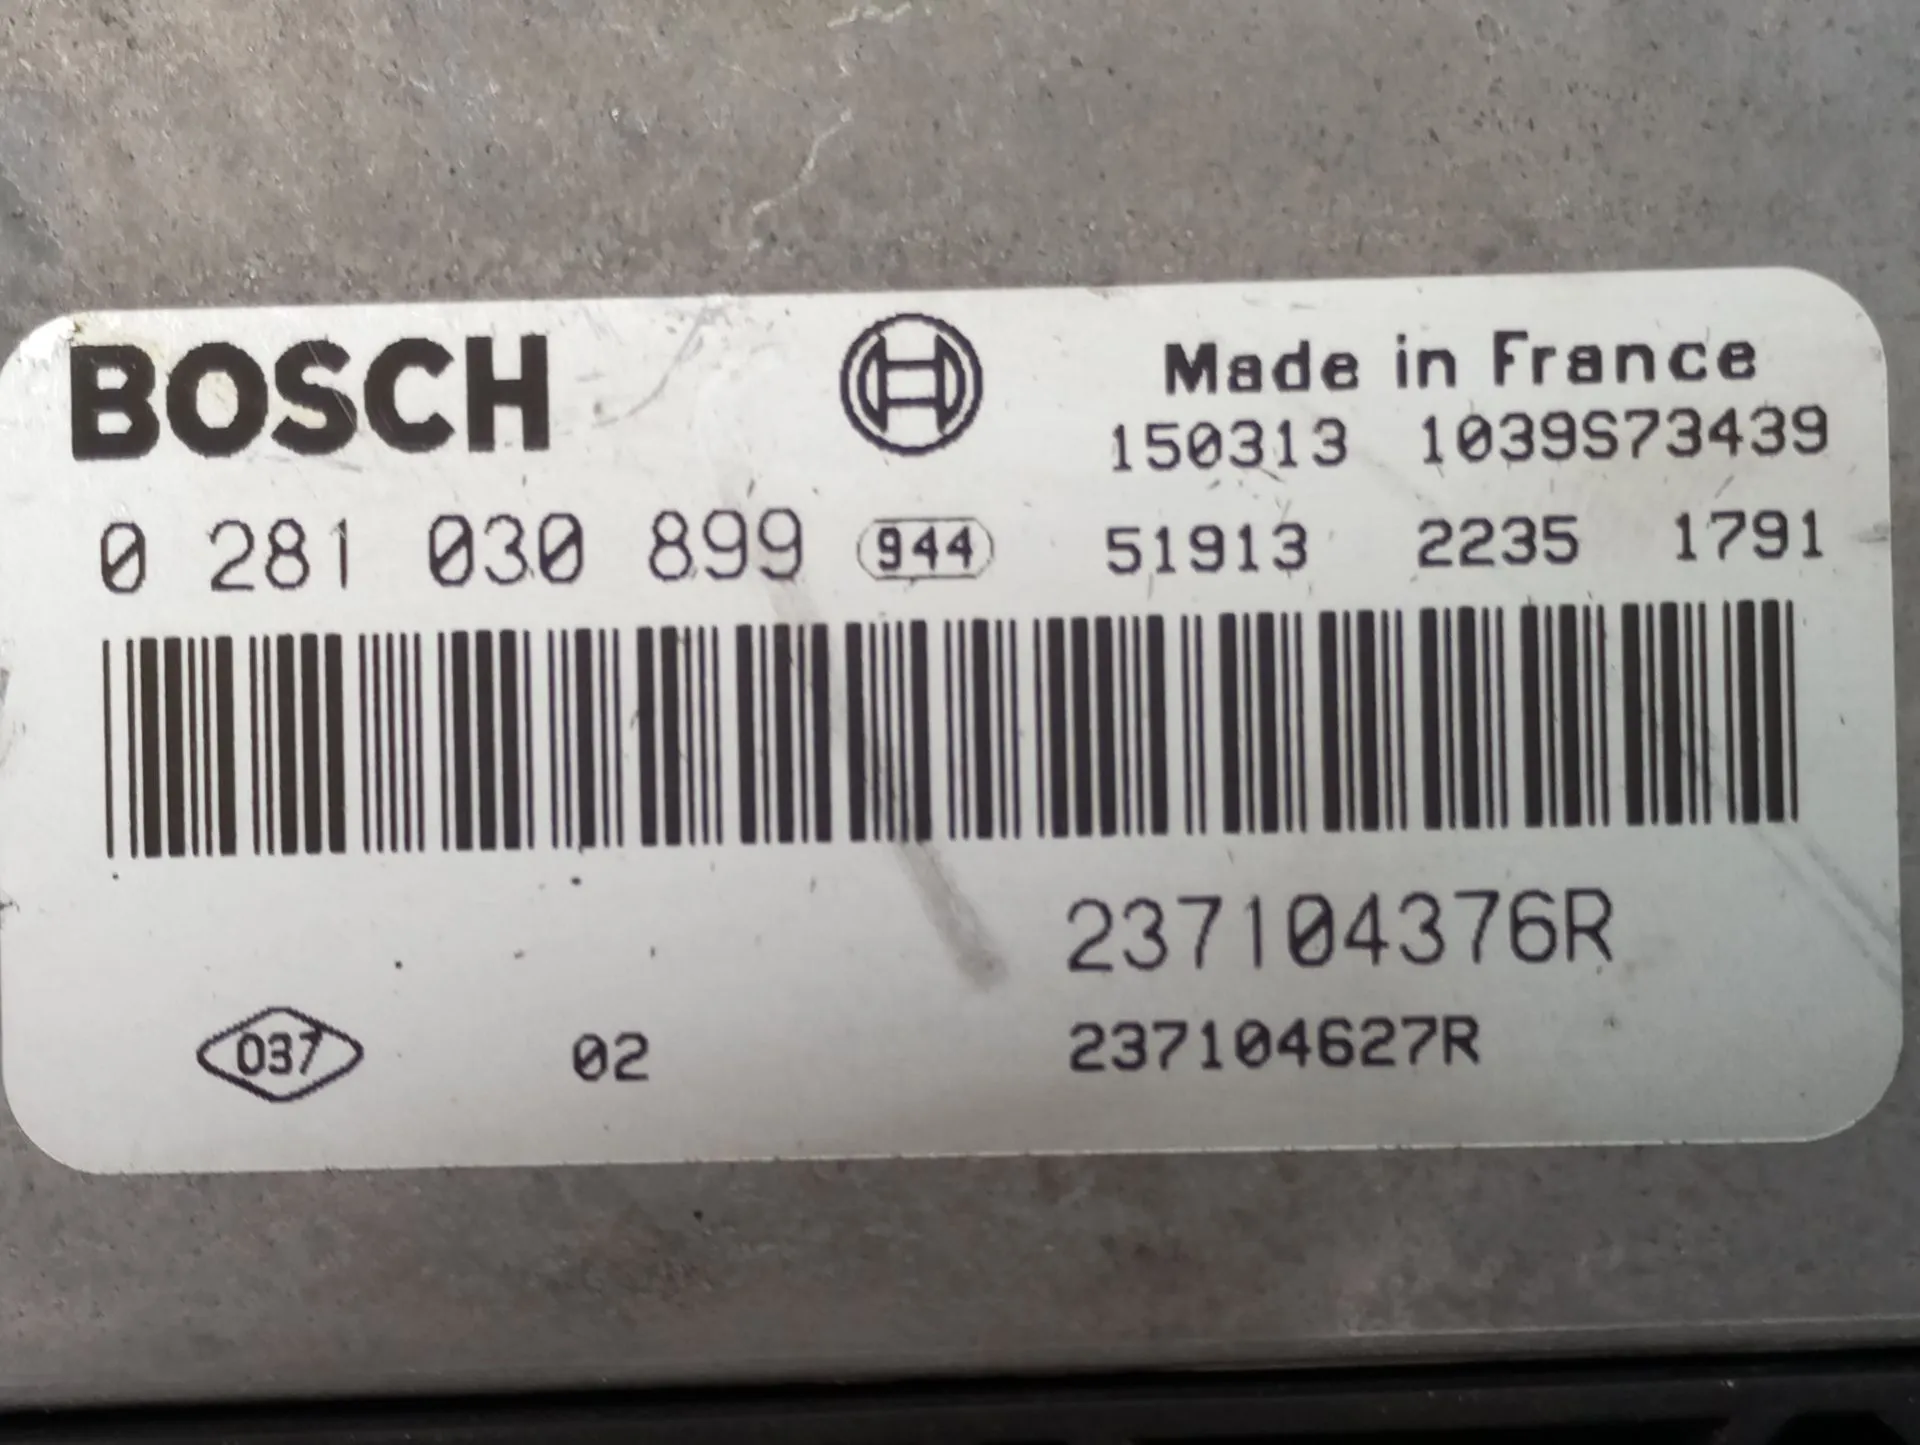 BOSCH
Made in France
150313 1039S73439
0 281 030 899 944 51913 2235 1791
237104376R
037 02 237104627R